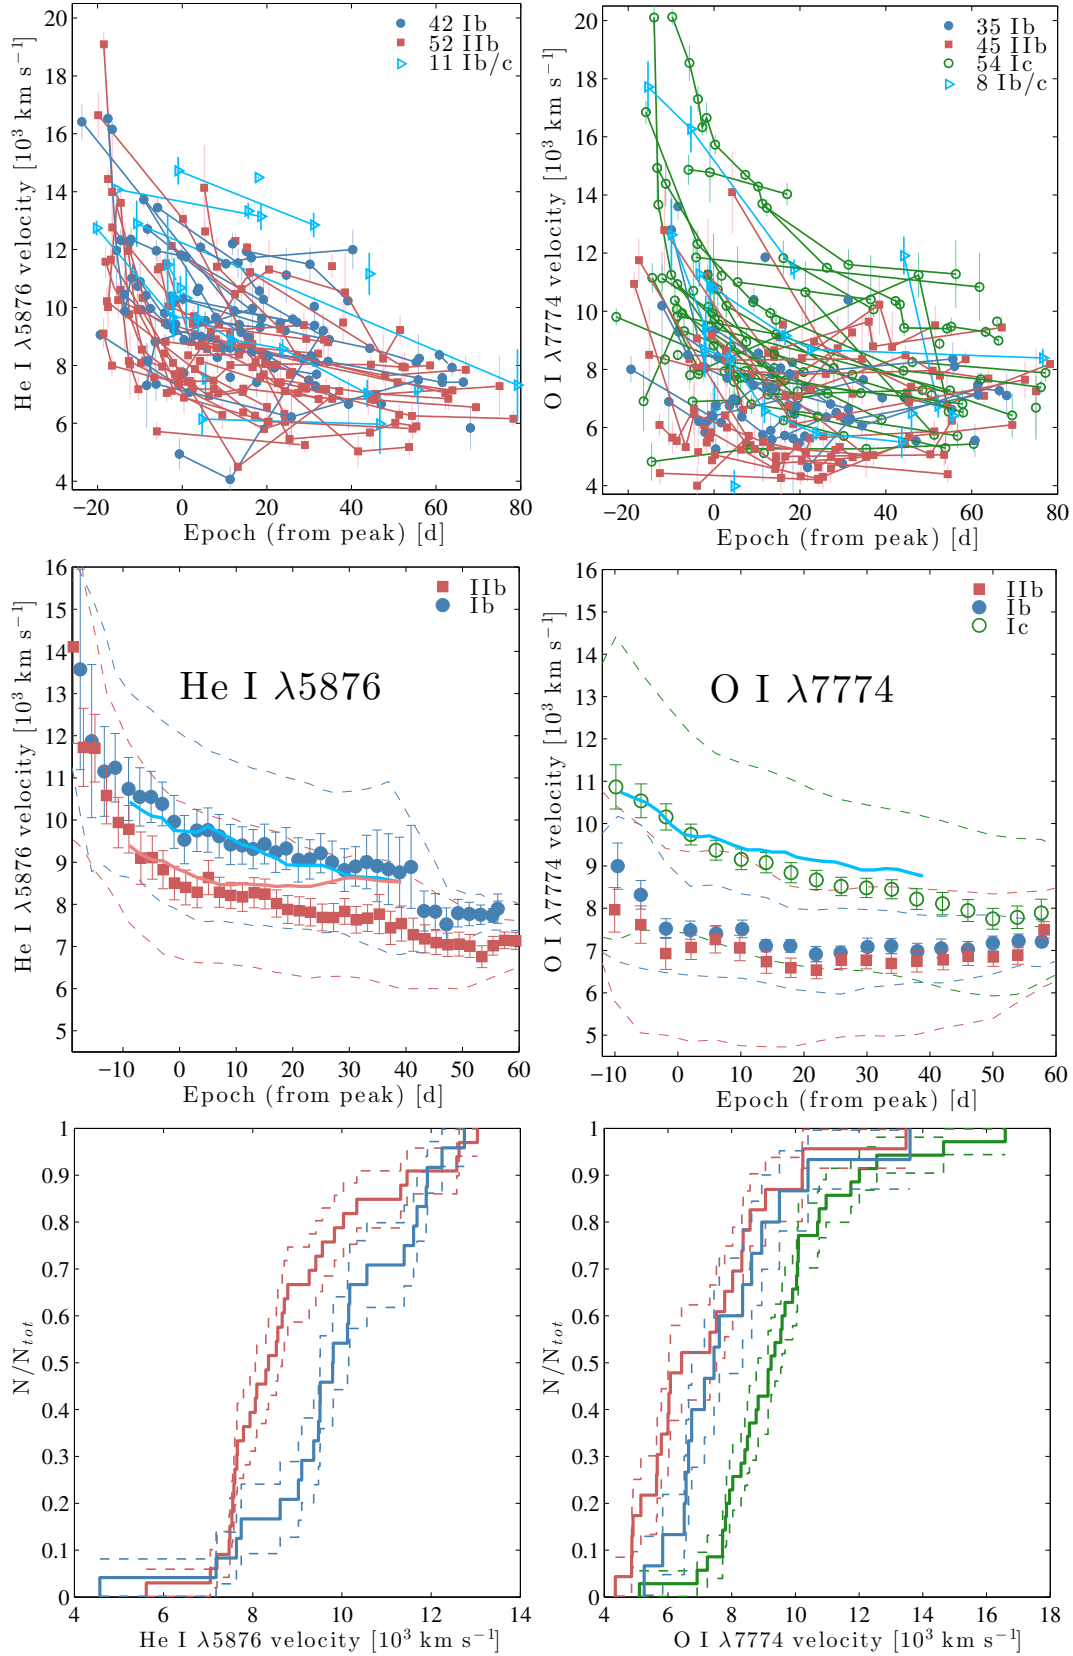 20
18
16
14
12
10
8
6
4
He I λ5876 velocity [10³ km s⁻¹]
42 Ib
52 IIb
11 Ib/c
−20 0 20 40 60 80
Epoch (from peak) [d]
20
18
16
14
12
10
8
6
4
O I λ7774 velocity [10³ km s⁻¹]
35 Ib
45 IIb
54 Ic
8 Ib/c
−20 0 20 40 60 80
Epoch (from peak) [d]
16
15
14
13
12
11
10
9
8
7
6
5
He I λ5876 velocity [10³ km s⁻¹]
IIb
Ib
He I λ5876
−10 0 10 20 30 40 50 60
Epoch (from peak) [d]
16
15
14
13
12
11
10
9
8
7
6
5
O I λ7774 velocity [10³ km s⁻¹]
IIb
Ib
Ic
O I λ7774
−10 0 10 20 30 40 50 60
Epoch (from peak) [d]
1
0.9
0.8
0.7
0.6
0.5
0.4
0.3
0.2
0.1
0
N/Ntot
4 6 8 10 12 14
He I λ5876 velocity [10³ km s⁻¹]
1
0.9
0.8
0.7
0.6
0.5
0.4
0.3
0.2
0.1
0
N/Ntot
4 6 8 10 12 14 16 18
O I λ7774 velocity [10³ km s⁻¹]